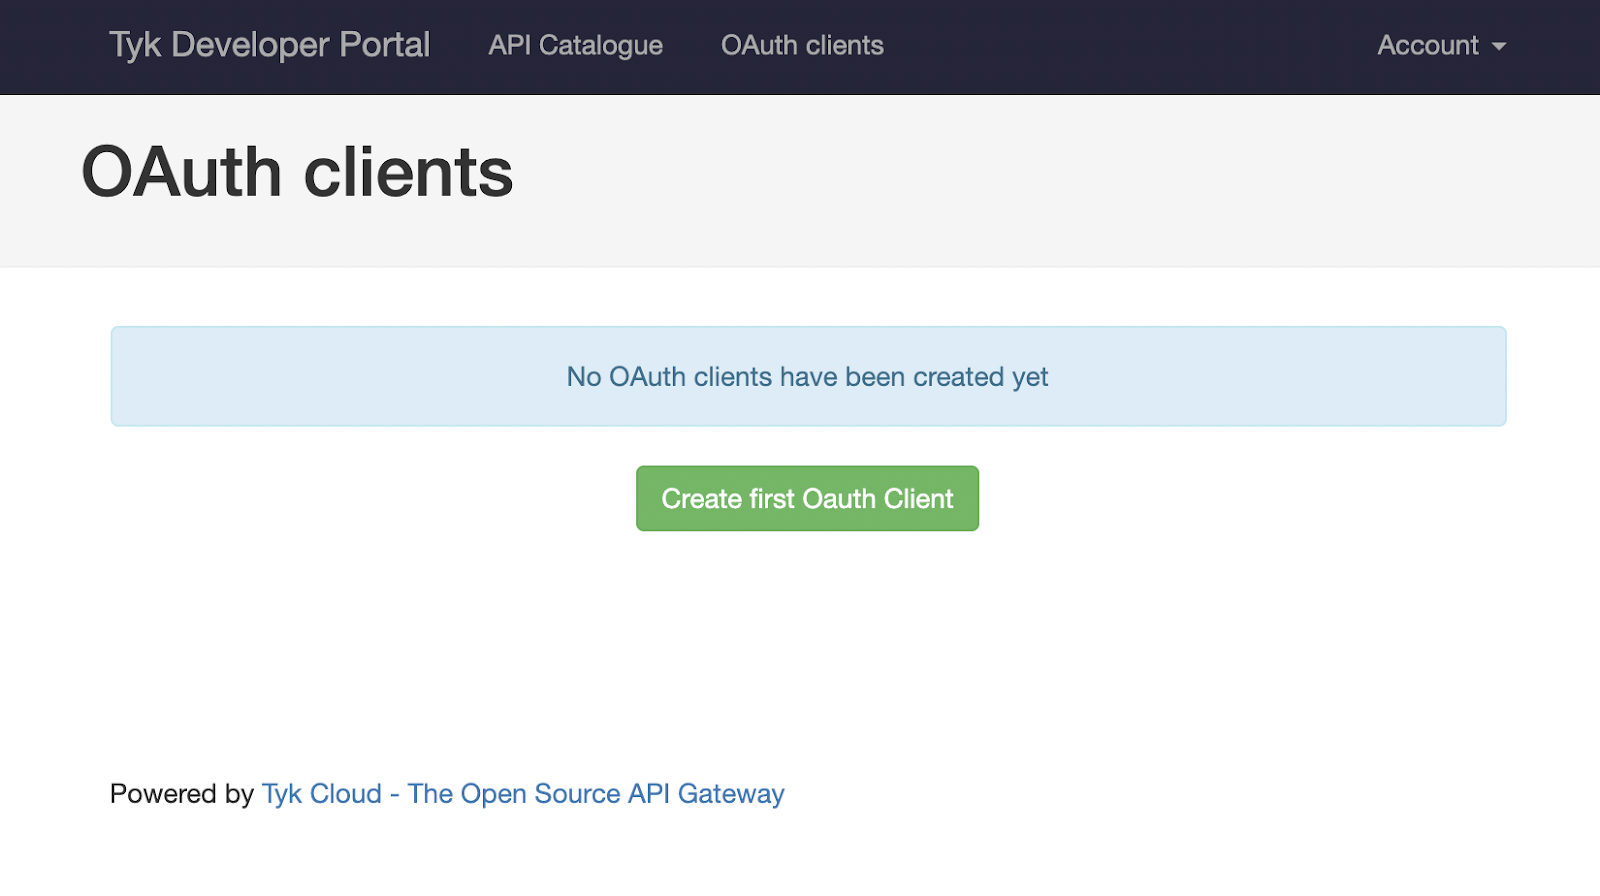 Tyk Developer Portal API Catalogue OAuth clients Account
OAuth clients
No OAuth clients have been created yet
Create first Oauth Client
Powered by Tyk Cloud - The Open Source API Gateway